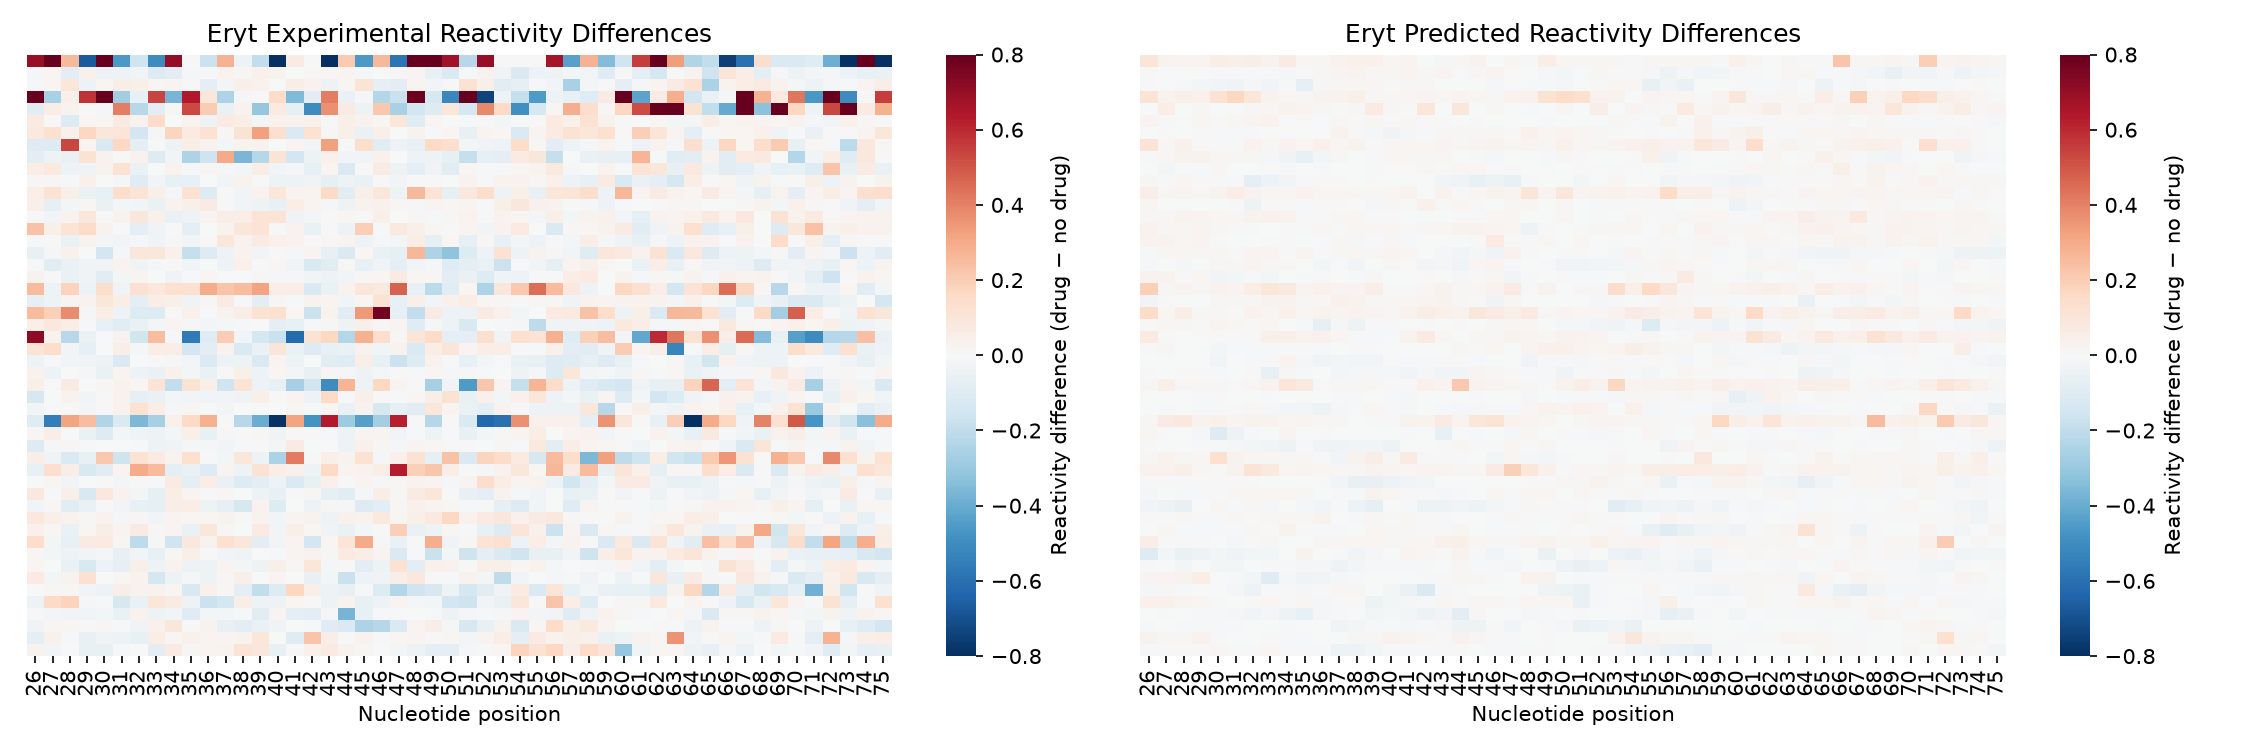 Eryt Experimental Reactivity Differences
0.8
0.6
0.4
0.2
0.0
−0.2
−0.4
−0.6
−0.8
Reactivity difference (drug − no drug)
26 27 28 29 30 31 32 33 34 35 36 37 38 39 40 41 42 43 44 45 46 47 48 49 50 51 52 53 54 55 56 57 58 59 60 61 62 63 64 65 66 67 68 69 70 71 72 73 74 75
Nucleotide position
Eryt Predicted Reactivity Differences
0.8
0.6
0.4
0.2
0.0
−0.2
−0.4
−0.6
−0.8
Reactivity difference (drug − no drug)
26 27 28 29 30 31 32 33 34 35 36 37 38 39 40 41 42 43 44 45 46 47 48 49 50 51 52 53 54 55 56 57 58 59 60 61 62 63 64 65 66 67 68 69 70 71 72 73 74 75
Nucleotide position